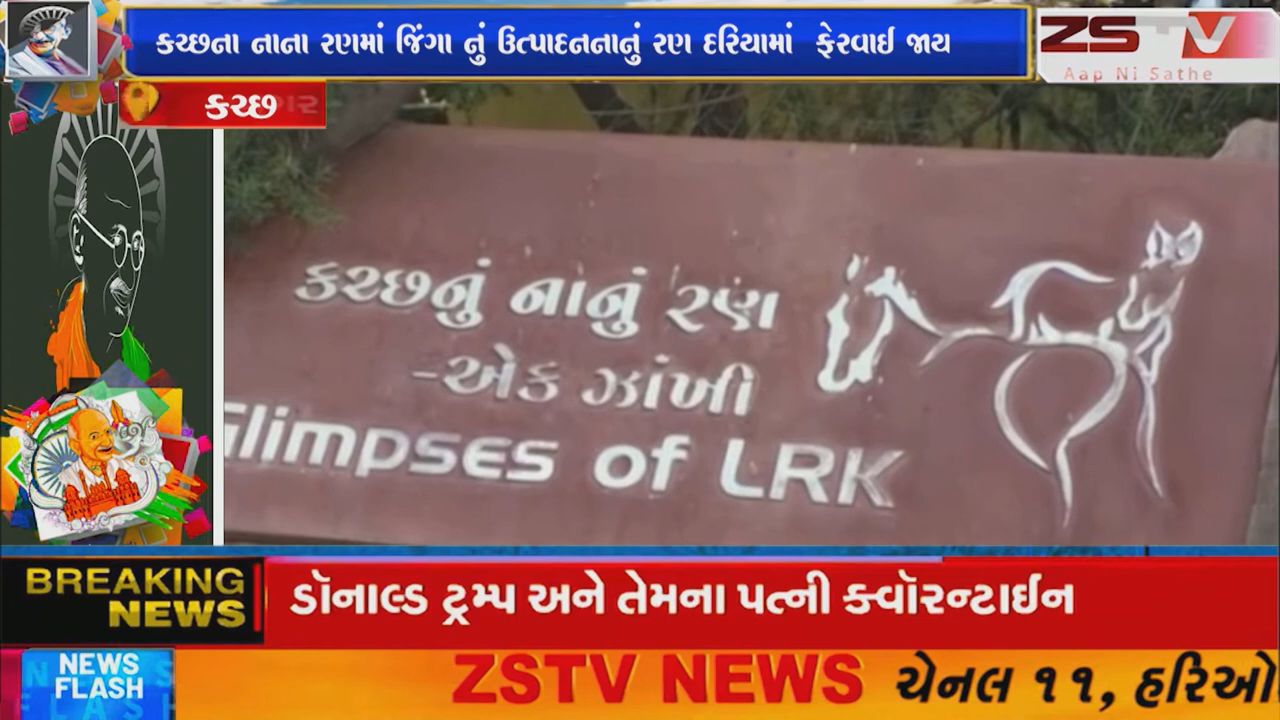 કચ્છના નાના રણમાં જિંગા નું ઉત્પાદનનાનું રણ દરિયામાં ફેરવાઈ જાય
ZSTV
Aap Ni Sathe
કચ્છ
કચ્છનું નાનું રણ
-એક ઝાંખી
Glimpses of LRK
BREAKING NEWS
ડૉનાલ્ડ ટ્રમ્પ અને તેમના પત્ની ક્વૉરન્ટાઈન
NEWS FLASH
ZSTV NEWS ચેનલ ૧૧, હરિઓ